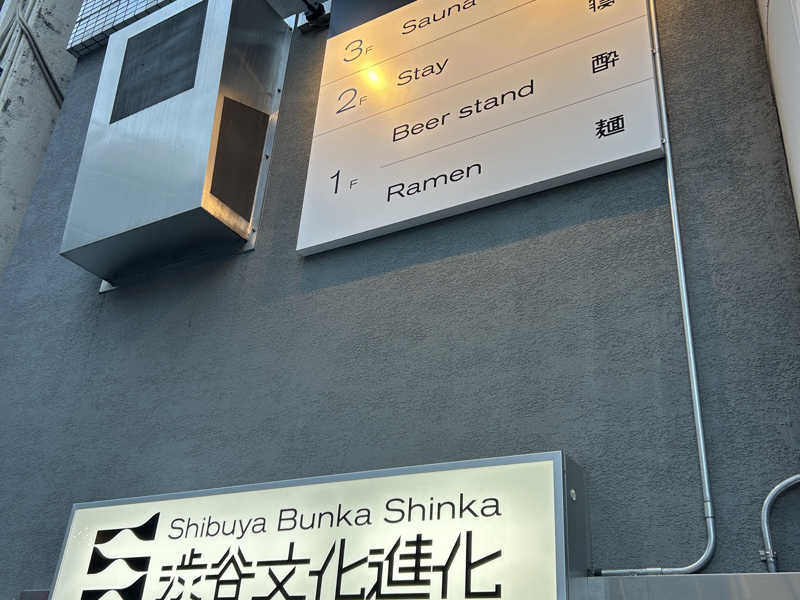 3F Sauna
2F Stay 寝
Beer stand 酔
1F Ramen 麺
Shibuya Bunka Shinka
渋谷文化進化